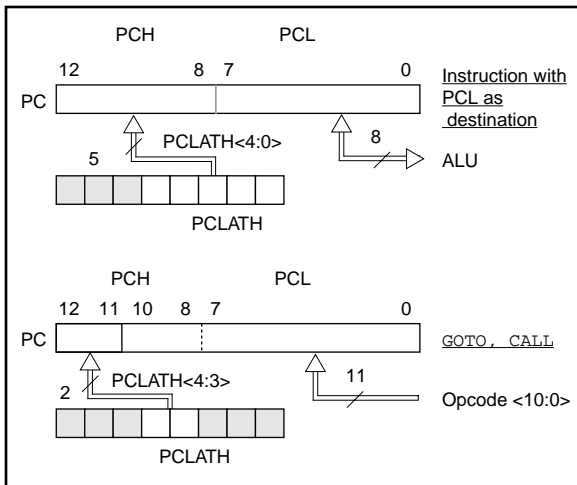 PCH PCL
12 8 7 0
PC
Instruction with
PCL as
destination
PCLATH<4:0>
5
8
ALU
PCLATH
PCH PCL
12 11 10 8 7 0
PC
GOTO, CALL
PCLATH<4:3>
2
11
Opcode <10:0>
PCLATH